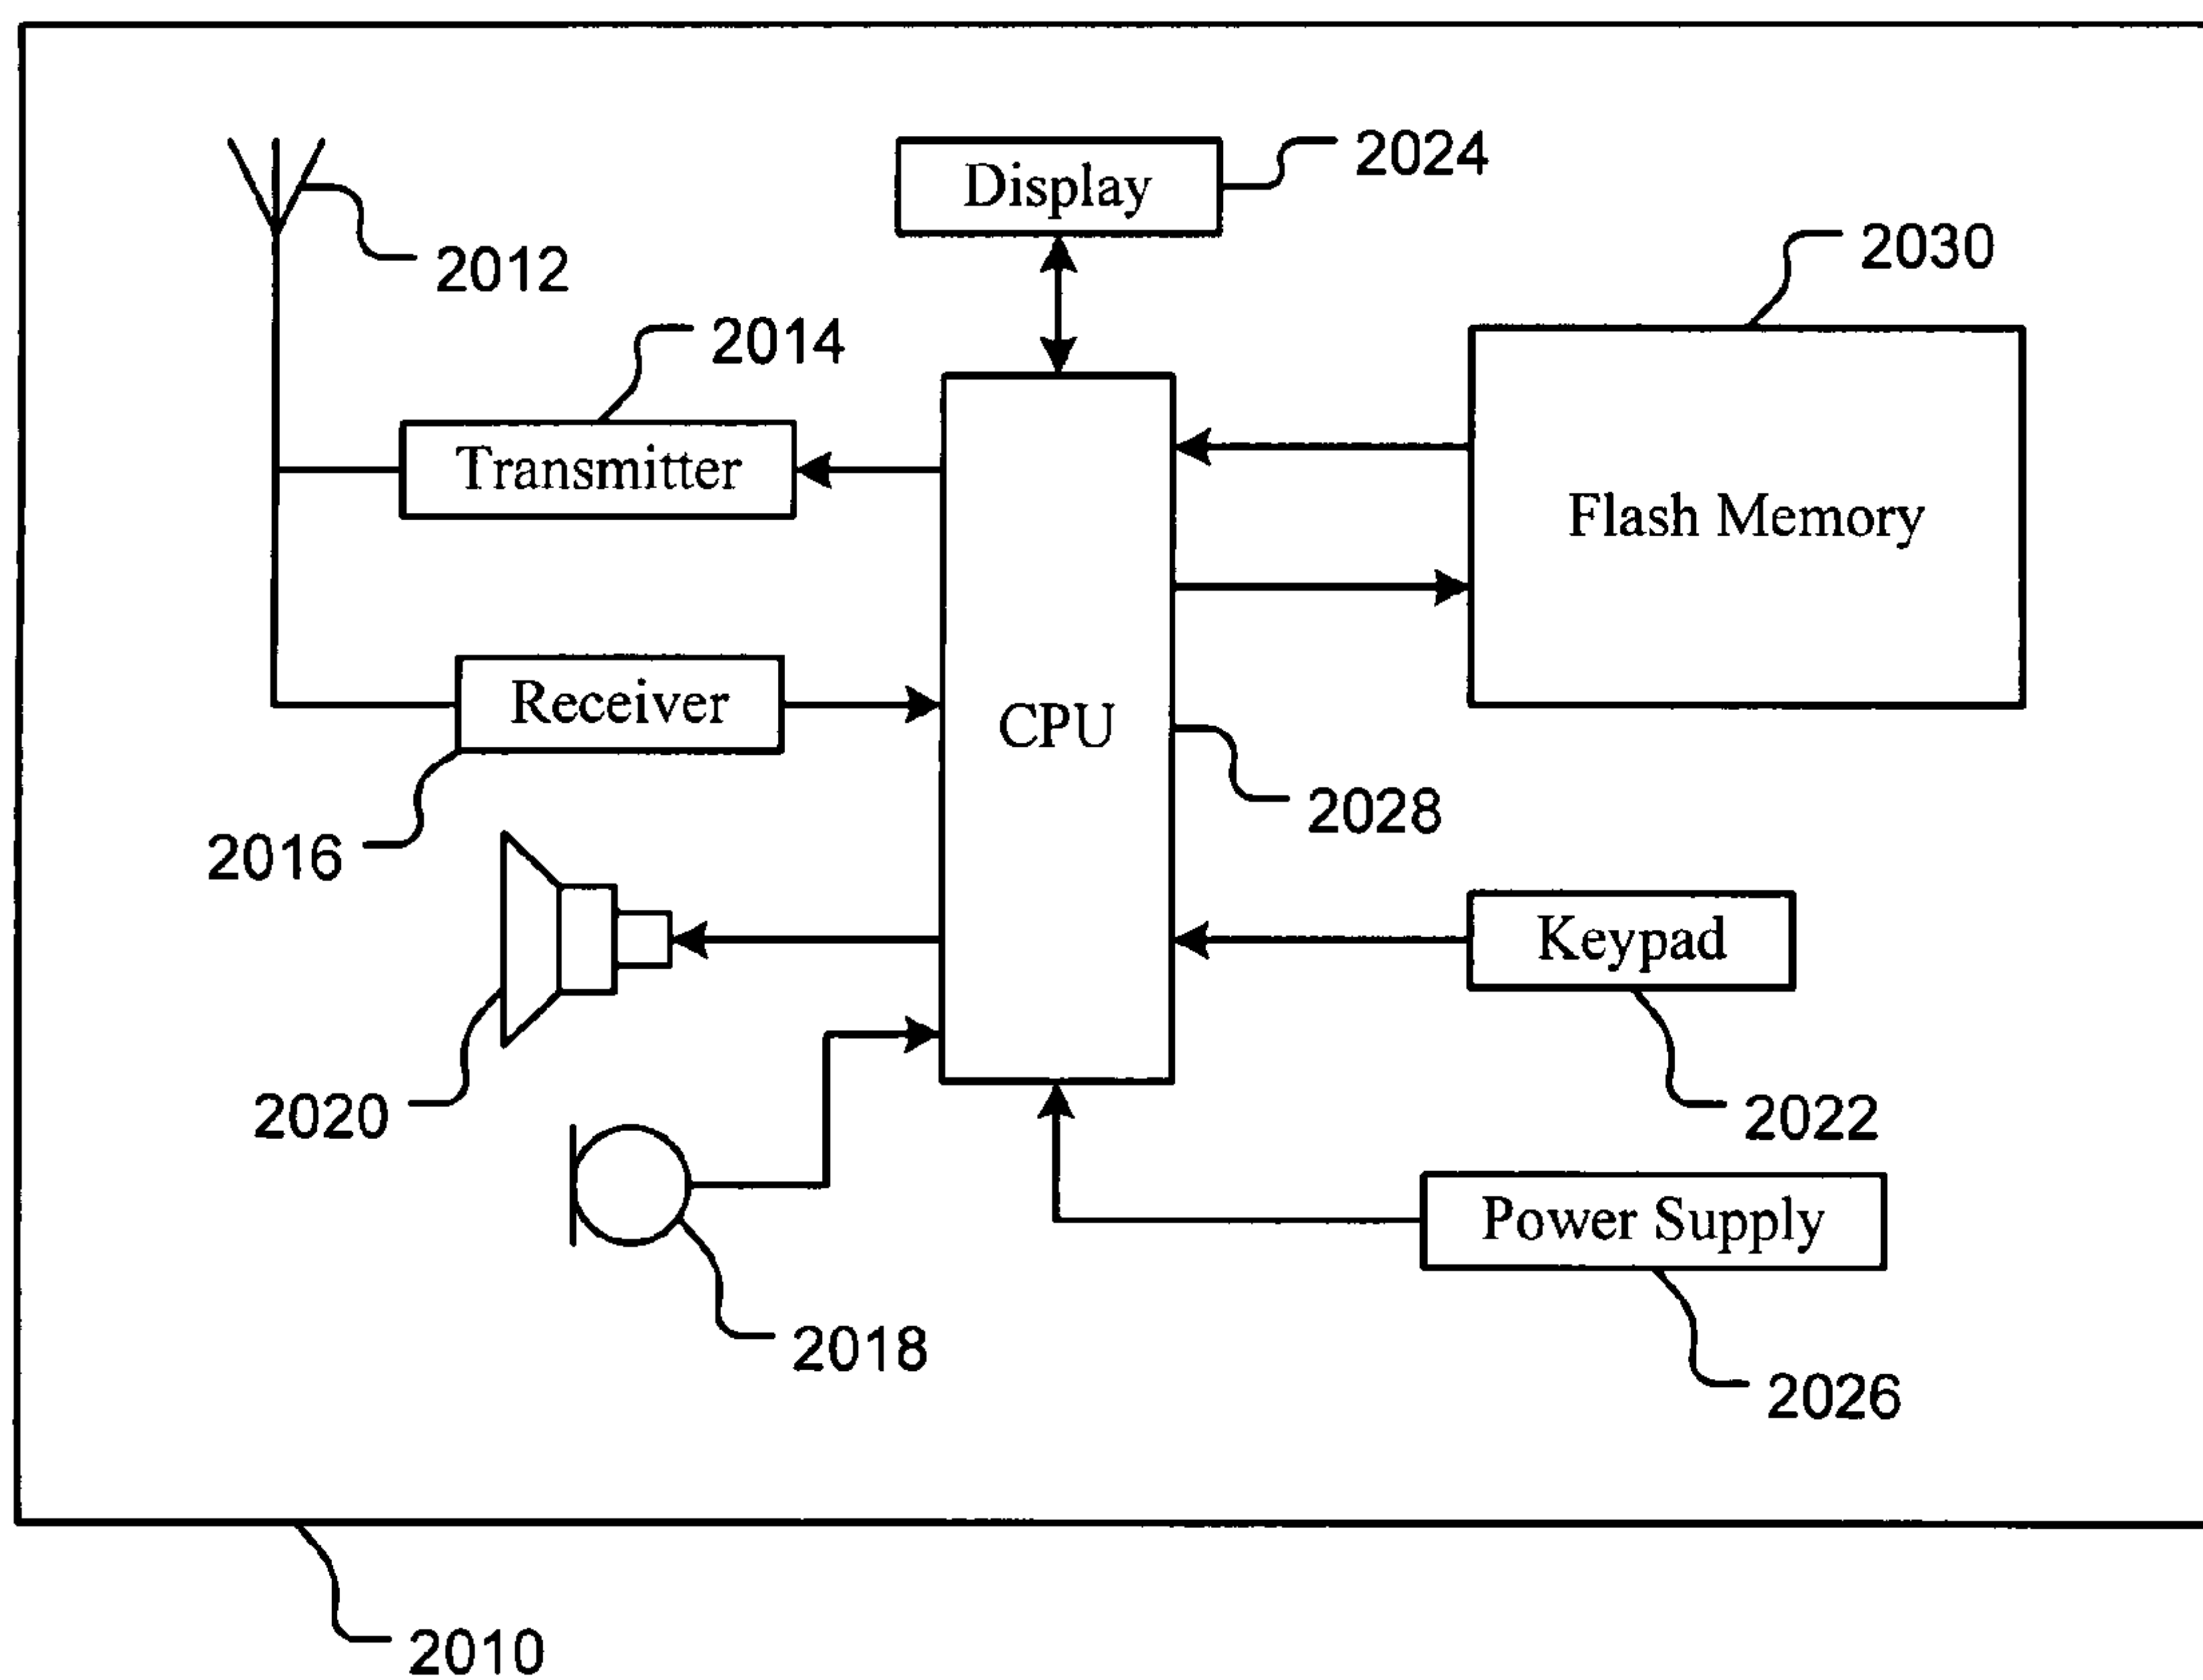 2024
Display
2012
2030
2014
Transmitter
Flash Memory
Receiver
CPU
2028
2016
Keypad
2020
2022
Power Supply
2018
2026
2010